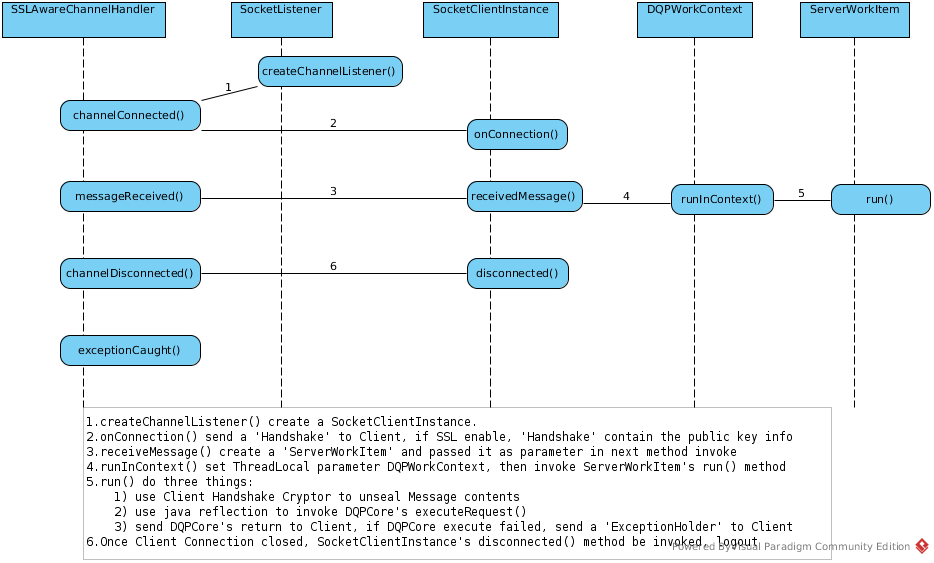 SSLAwareChannelHandler
SocketListener
SocketClientInstance
DQPWorkContext
ServerWorkItem
createChannelListener()
1
channelConnected()
2
onConnection()
messageReceived()
3
receivedMessage()
4
runInContext()
5
run()
channelDisconnected()
6
disconnected()
exceptionCaught()
1.createChannelListener() create a SocketClientInstance.
2.onConnection() send a 'Handshake' to Client, if SSL enable, 'Handshake' contain the public key info
3.receiveMessage() create a 'ServerWorkItem' and passed it as parameter in next method invoke
4.runInContext() set ThreadLocal parameter DQPWorkContext, then invoke ServerWorkItem's run() method
5.run() do three things:
1) use Client Handshake Cryptor to unseal Message contents
2) use java reflection to invoke DQPCore's executeRequest()
3) send DQPCore's return to Client, if DQPCore execute failed, send a 'ExceptionHolder' to Client
6.Once Client Connection closed, SocketClientInstance's disconnected() method be invoked, logout
Powered ByVisual Paradigm Community Edition